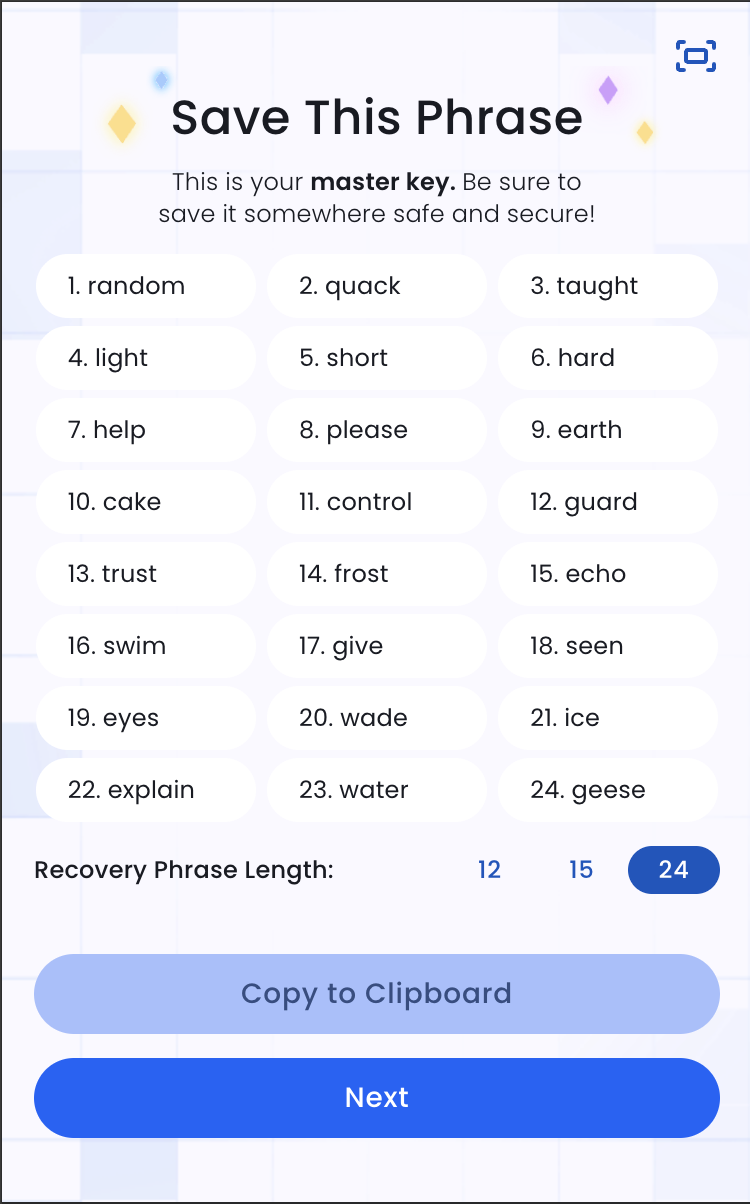 Save This Phrase
This is your master key. Be sure to
save it somewhere safe and secure!
1. random 2. quack 3. taught
4. light 5. short 6. hard
7. help 8. please 9. earth
10. cake 11. control 12. guard
13. trust 14. frost 15. echo
16. swim 17. give 18. seen
19. eyes 20. wade 21. ice
22. explain 23. water 24. geese
Recovery Phrase Length: 12 15 24
Copy to Clipboard
Next